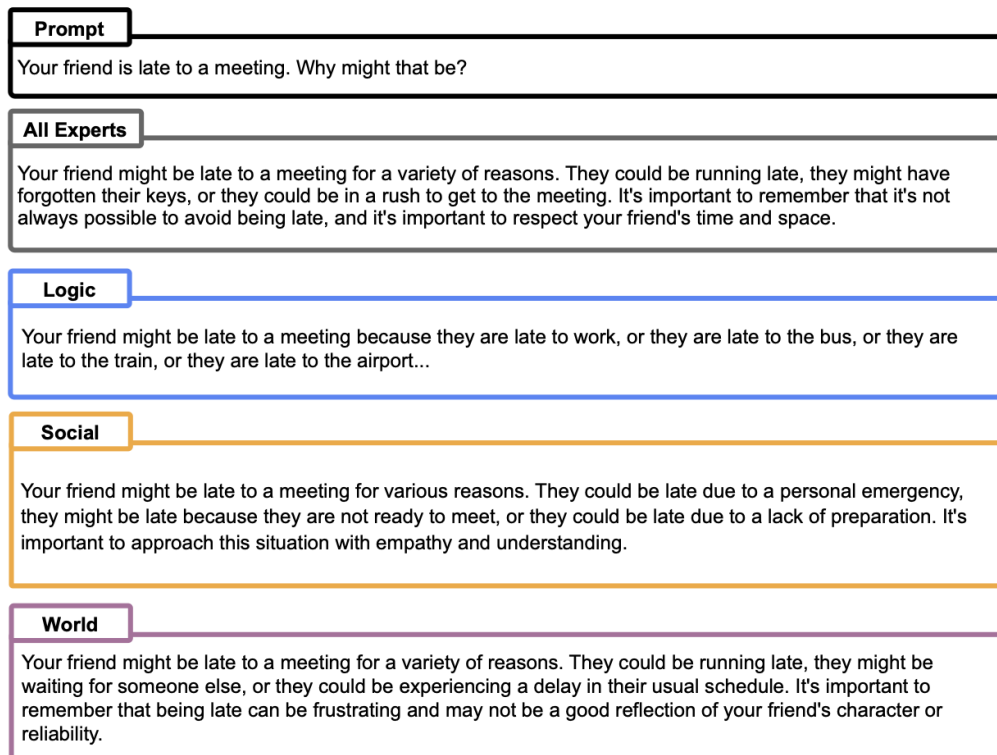 Prompt
Your friend is late to a meeting. Why might that be?
All Experts
Your friend might be late to a meeting for a variety of reasons. They could be running late, they might have
forgotten their keys, or they could be in a rush to get to the meeting. It's important to remember that it's not
always possible to avoid being late, and it's important to respect your friend's time and space.
Logic
Your friend might be late to a meeting because they are late to work, or they are late to the bus, or they are
late to the train, or they are late to the airport...
Social
Your friend might be late to a meeting for various reasons. They could be late due to a personal emergency,
they might be late because they are not ready to meet, or they could be late due to a lack of preparation. It's
important to approach this situation with empathy and understanding.
World
Your friend might be late to a meeting for a variety of reasons. They could be running late, they might be
waiting for someone else, or they could be experiencing a delay in their usual schedule. It's important to
remember that being late can be frustrating and may not be a good reflection of your friend's character or
reliability.